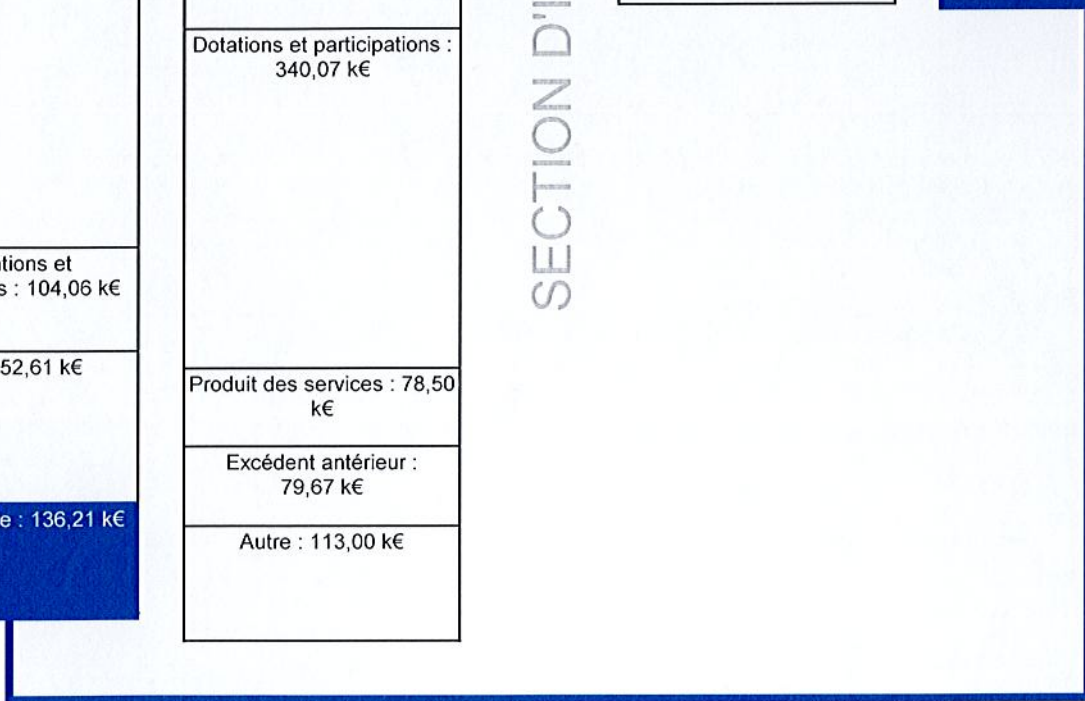 tions et
s : 104,06 k€
52,61 k€
e : 136,21 k€
Dotations et participations :
340,07 k€
Produit des services : 78,50
k€
Excédent antérieur :
79,67 k€
Autre : 113,00 k€
SECTION D'I